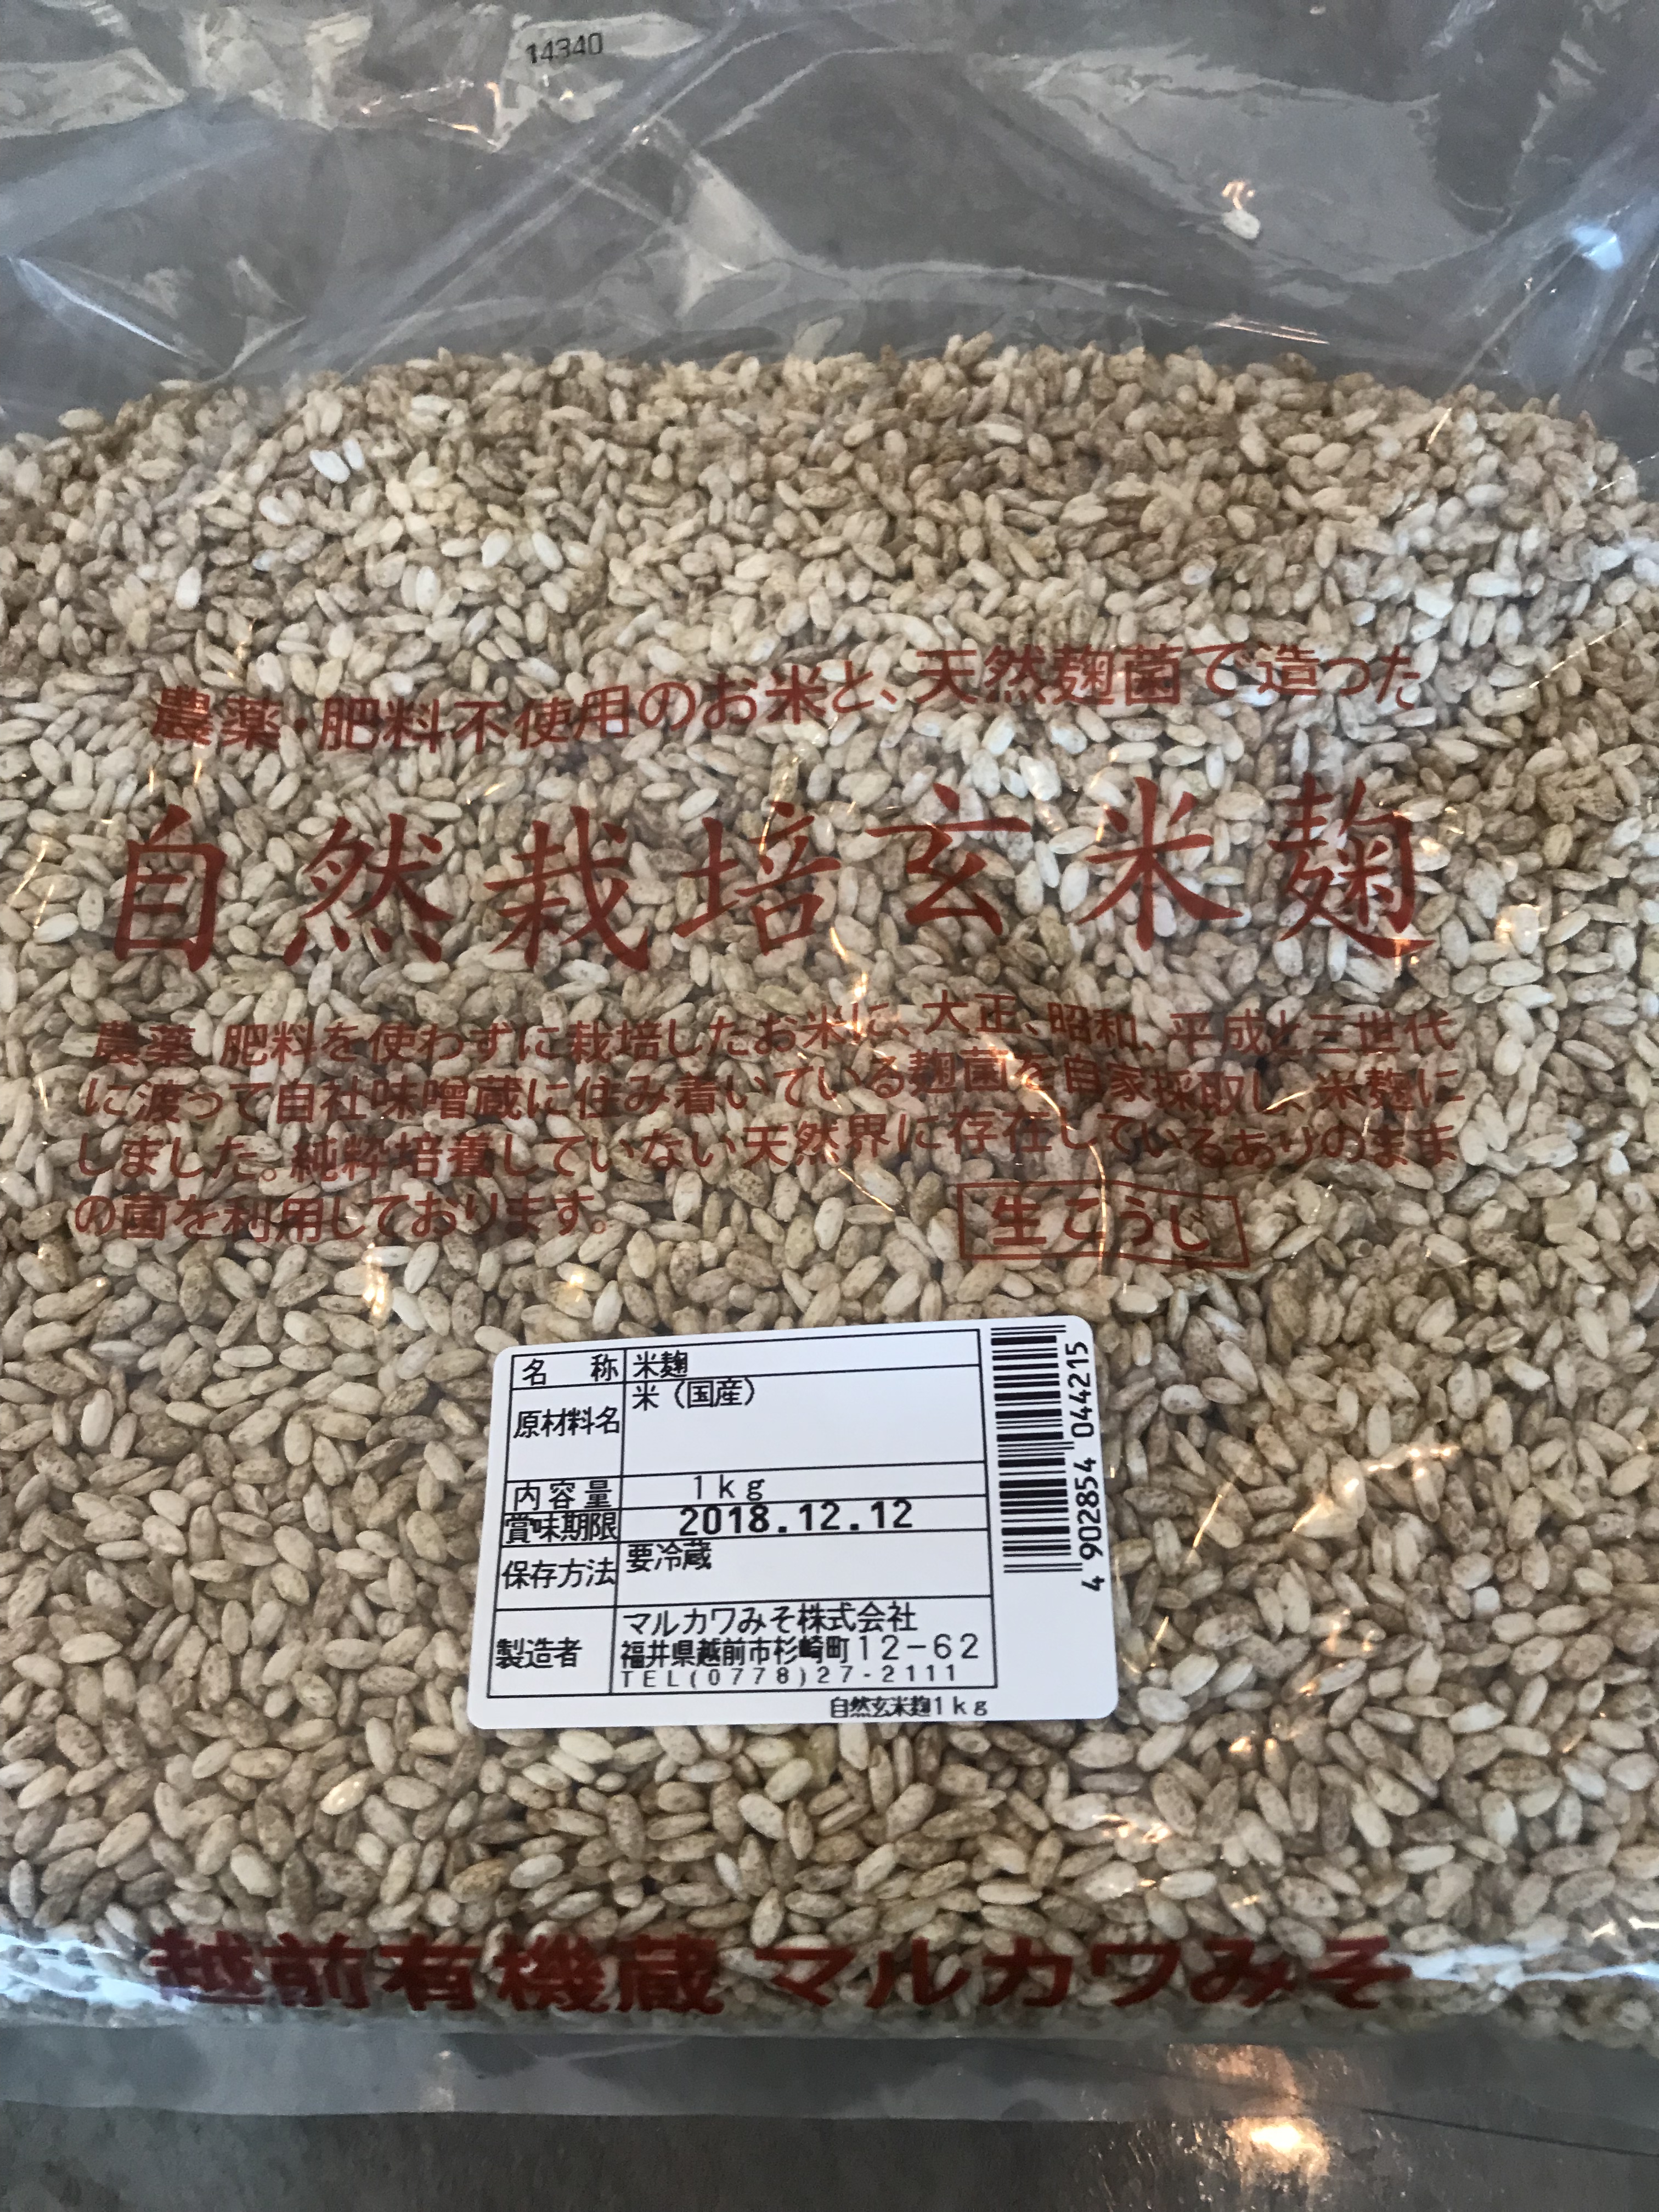 14340
農薬・肥料不使用のお米と、天然麹菌で造った
自然栽培玄米麹
農薬、肥料を使わずに栽培したお米に、大正、昭和、平成と三世代
に渡って自社味噌蔵に住み着いている麹菌を自家採取し、米麹に
しました。純粋培養していない天然界に存在しているありのまま
の菌を利用しております。
生こうじ
名称 米麹
原材料名 米（国産）
内容量 1kg
賞味期限 2018.12.12
保存方法 要冷蔵
製造者 マルカワみそ株式会社
福井県越前市杉崎町12-62
TEL(0778)27-2111
自然玄米麹1kg
4 902854 044215
越前有機蔵 マルカワみそ